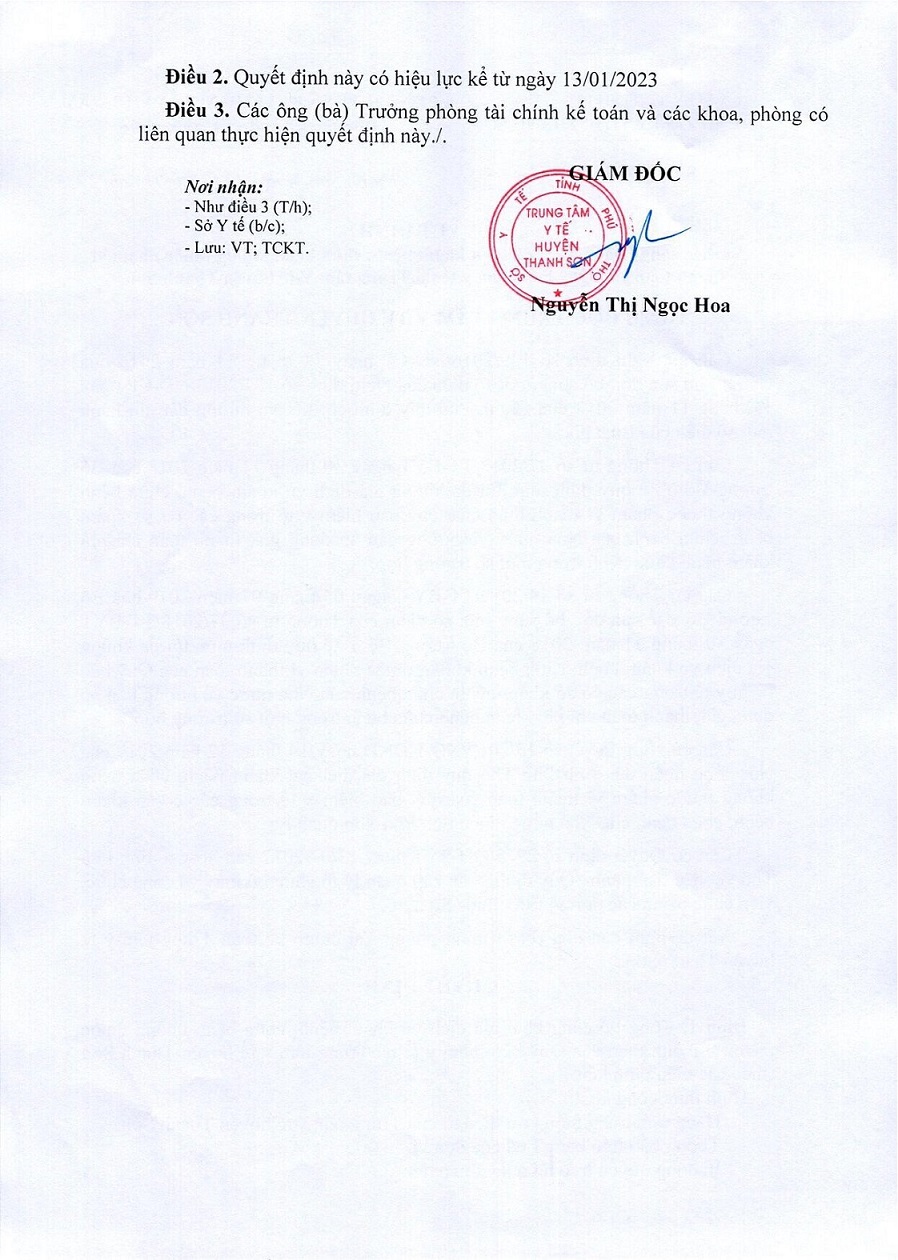 Điều 2. Quyết định này có hiệu lực kể từ ngày 13/01/2023
Điều 3. Các ông (bà) Trưởng phòng tài chính kế toán và các khoa, phòng có
liên quan thực hiện quyết định này./.
Nơi nhận:
- Như điều 3 (T/h);
- Sở Y tế (b/c);
- Lưu: VT; TCKT.
GIÁM ĐỐC
SỞ Y TẾ TỈNH PHÚ THỌ
TRUNG TÂM
Y TẾ
HUYỆN
THANH SƠN
Nguyễn Thị Ngọc Hoa